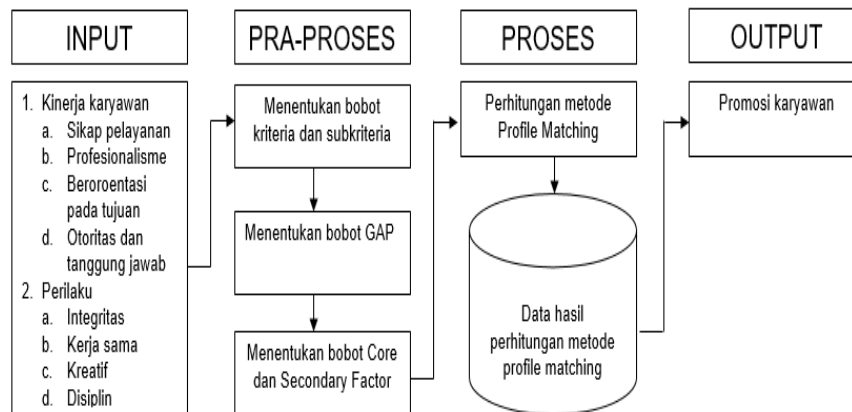 INPUT
1. Kinerja karyawan
a. Sikap pelayanan
b. Profesionalisme
c. Beroroentasi
pada tujuan
d. Otoritas dan
tanggung jawab
2. Perilaku
a. Integritas
b. Kerja sama
c. Kreatif
d. Disiplin
PRA-PROSES
Menentukan bobot
kriteria dan subkriteria
Menentukan bobot GAP
Menentukan bobot Core
dan Secondary Factor
PROSES
Perhitungan metode
Profile Matching
Data hasil
perhitungan metode
profile matching
OUTPUT
Promosi karyawan